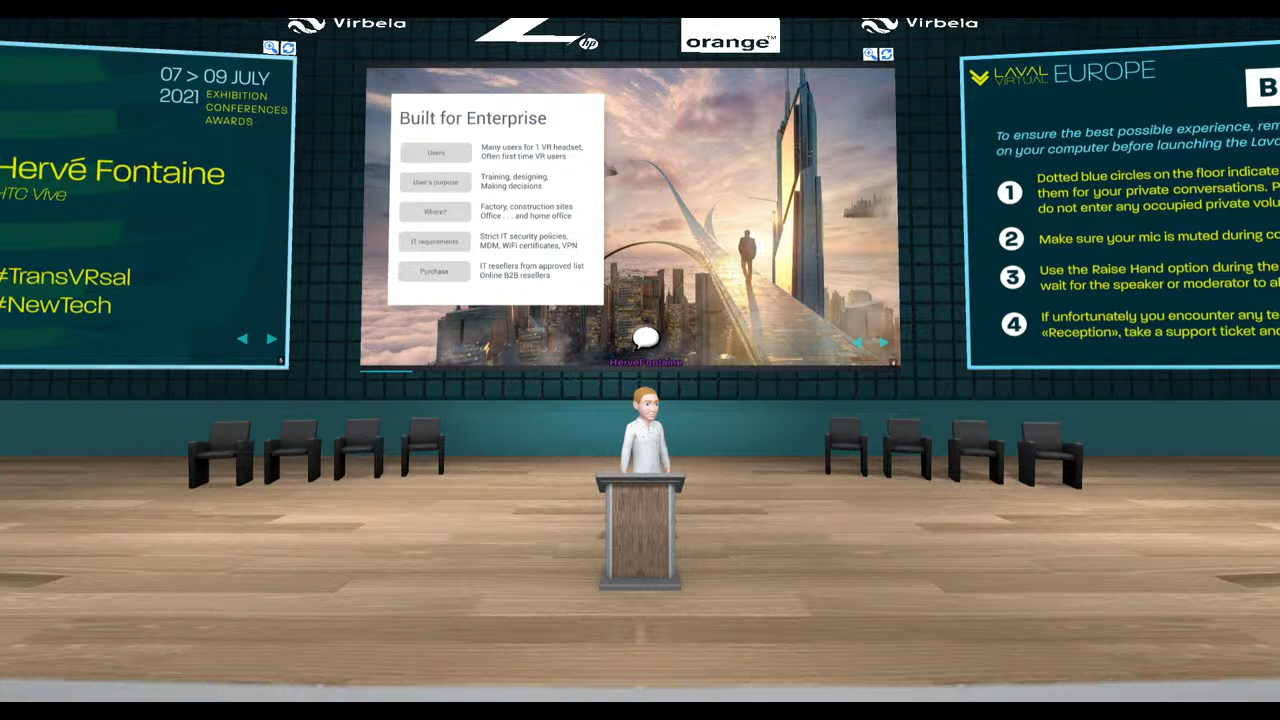 Virbela
hp
orange™
Virbela
07 > 09 JULY
2021 EXHIBITION
CONFERENCES
AWARDS
Hervé Fontaine
HTC Vive
#TransVRsal
#NewTech
Built for Enterprise
Users
Many users for 1 VR headset,
Often first time VR users
User's purpose
Training, designing,
Making decisions
Where?
Factory, construction sites
Office . . . and home office
IT requirements
Strict IT security policies,
MDM, WiFi certificates, VPN
Purchase
IT resellers from approved list
Online B2B resellers
HerveFontaine
LAVAL
VIRTUAL EUROPE
B
To ensure the best possible experience, rem
on your computer before launching the Lava
1 Dotted blue circles on the floor indicate
them for your private conversations. P
do not enter any occupied private volu
2 Make sure your mic is muted during co
3 Use the Raise Hand option during the
wait for the speaker or moderator to al
4 If unfortunately you encounter any te
«Reception», take a support ticket and